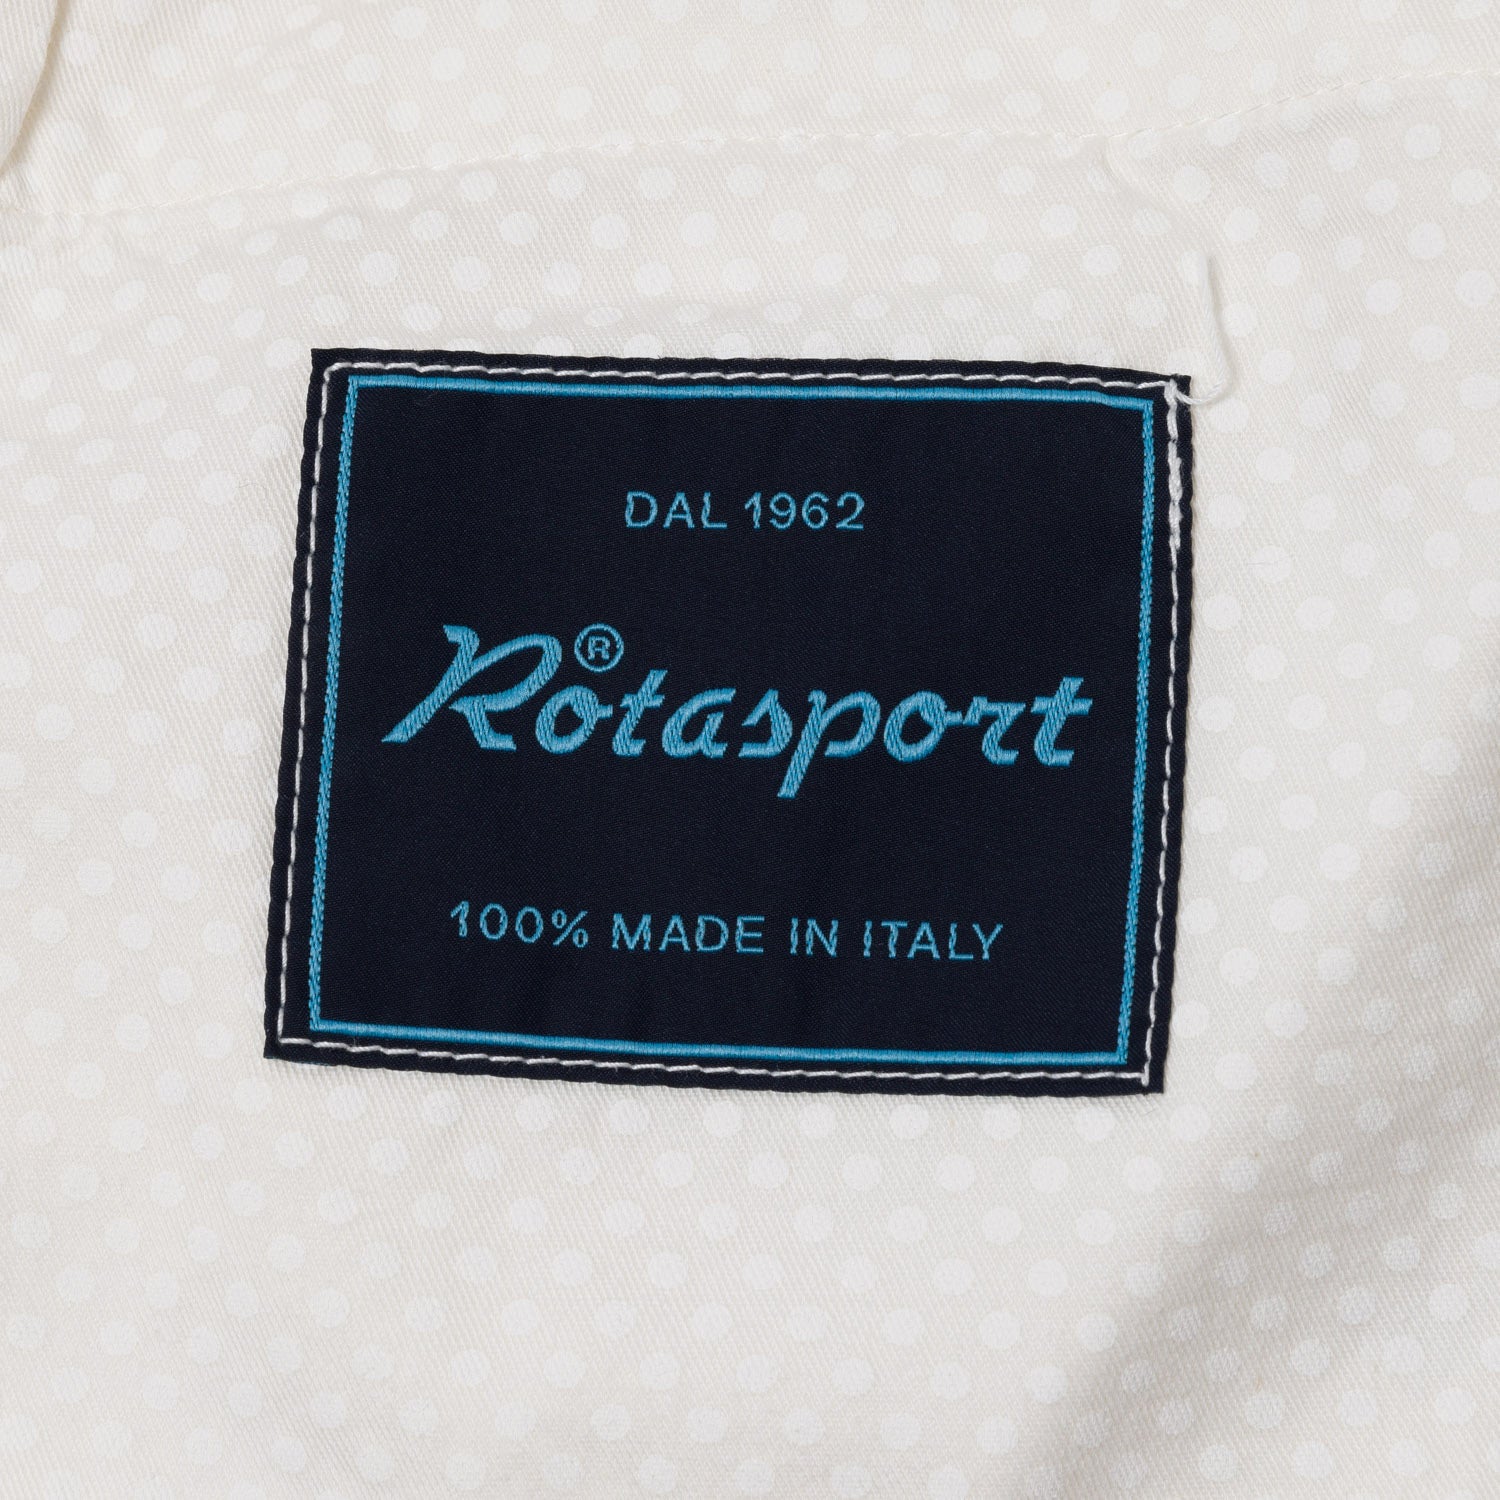 DAL 1962
Rotasport®
100% MADE IN ITALY